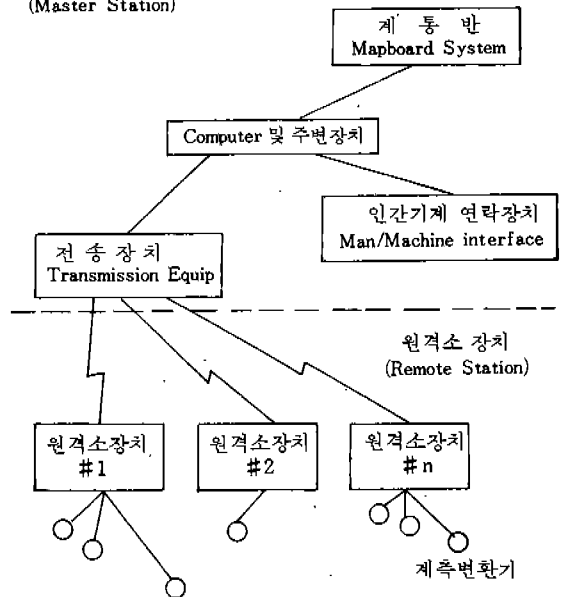 (Master Station)
계 통 반
Mapboard System
Computer 및 주변장치
인간기계 연락장치
Man/Machine interface
전 송 장 치
Transmission Equip
원격소 장치
(Remote Station)
원격소장치
#1
원격소장치
#2
원격소장치
#n
계측변환기